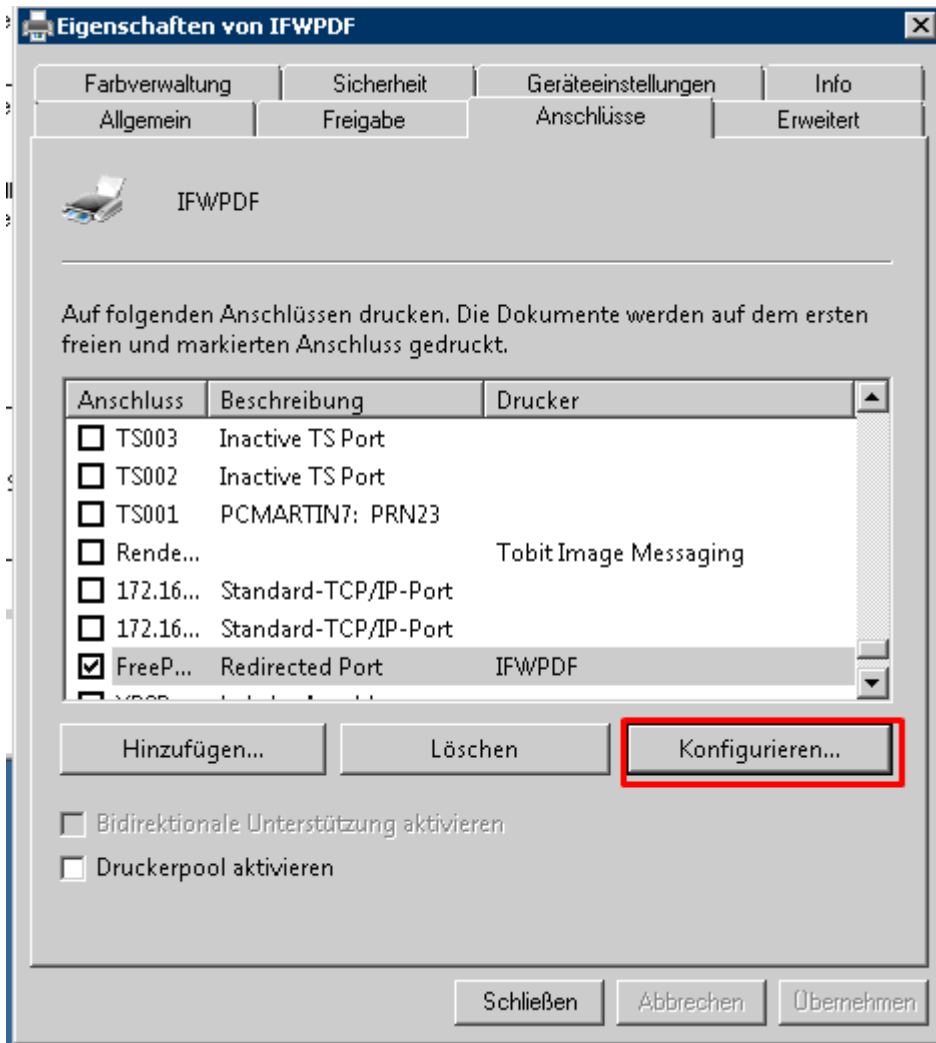 Eigenschaften von IFWPDF
Farbverwaltung Sicherheit Geräteeinstellungen Info
Allgemein Freigabe Anschlüsse Erweitert
IFWPDF
Auf folgenden Anschlüssen drucken. Die Dokumente werden auf dem ersten
freien und markierten Anschluss gedruckt.
Anschluss Beschreibung Drucker
TS003 Inactive TS Port
TS002 Inactive TS Port
TS001 PCMARTIN7: PRN23
Rende... Tobit Image Messaging
172.16... Standard-TCP/IP-Port
172.16... Standard-TCP/IP-Port
FreeP... Redirected Port IFWPDF
Hinzufügen... Löschen Konfigurieren...
Bidirektionale Unterstützung aktivieren
Druckerpool aktivieren
Schließen Abbrechen Übernehmen